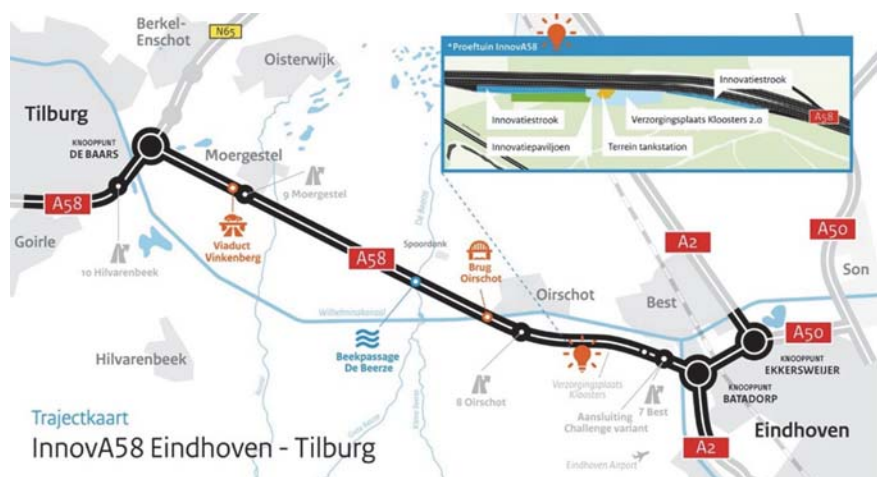 Berkel-
Enschot
N65
Oisterwijk
Tilburg
KNOOPPUNT
DE BAARS
Moergestel
9 Moergestel
A58
Goirle
10 Hilvarenbeek
Viaduct
Vinkenberg
A58
Spoordonk
Brug
Oirschot
Wilhelminakanaal
Beekpassage
De Beerze
Hilvarenbeek
8 Oirschot
Oirschot
Best
A2
A50
Son
A50
KNOOPPUNT
EKKERSWEIJER
KNOOPPUNT
BATADORP
Verzorgingsplaats
Kloosters
7 Best
Aansluiting
Challenge variant
Eindhoven
A2
Eindhoven Airport
*Proeftuin InnovA58
Innovatiestrook
Innovatiestrook
Verzorgingsplaats Kloosters 2.0
A58
Innovatiepaviljoen
Terrein tankstation
Trajectkaart
InnovA58 Eindhoven - Tilburg